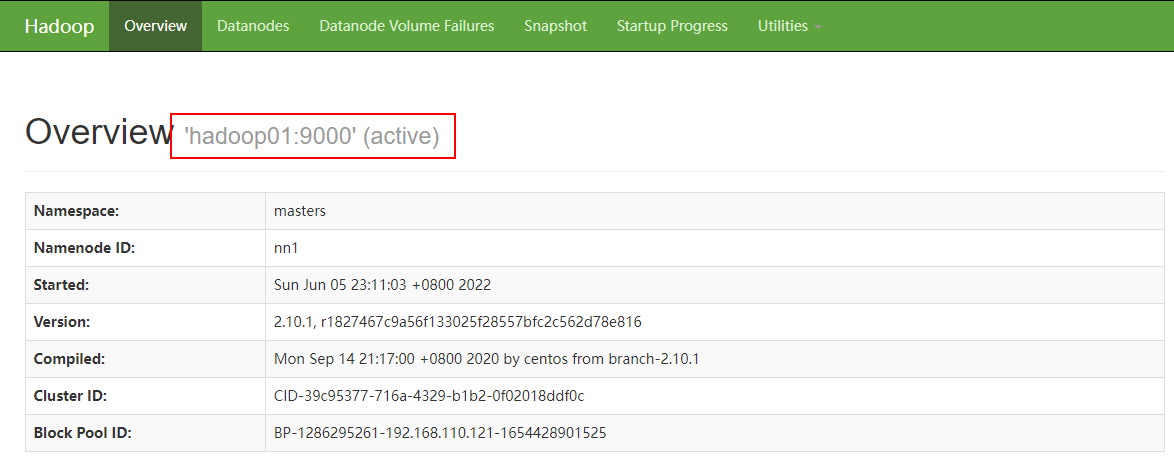 Hadoop Overview Datanodes Datanode Volume Failures Snapshot Startup Progress Utilities
Overview 'hadoop01:9000' (active)
Namespace: masters
Namenode ID: nn1
Started: Sun Jun 05 23:11:03 +0800 2022
Version: 2.10.1, r1827467c9a56f133025f28557bfc2c562d78e816
Compiled: Mon Sep 14 21:17:00 +0800 2020 by centos from branch-2.10.1
Cluster ID: CID-39c95377-716a-4329-b1b2-0f02018ddf0c
Block Pool ID: BP-1286295261-192.168.110.121-1654428901525